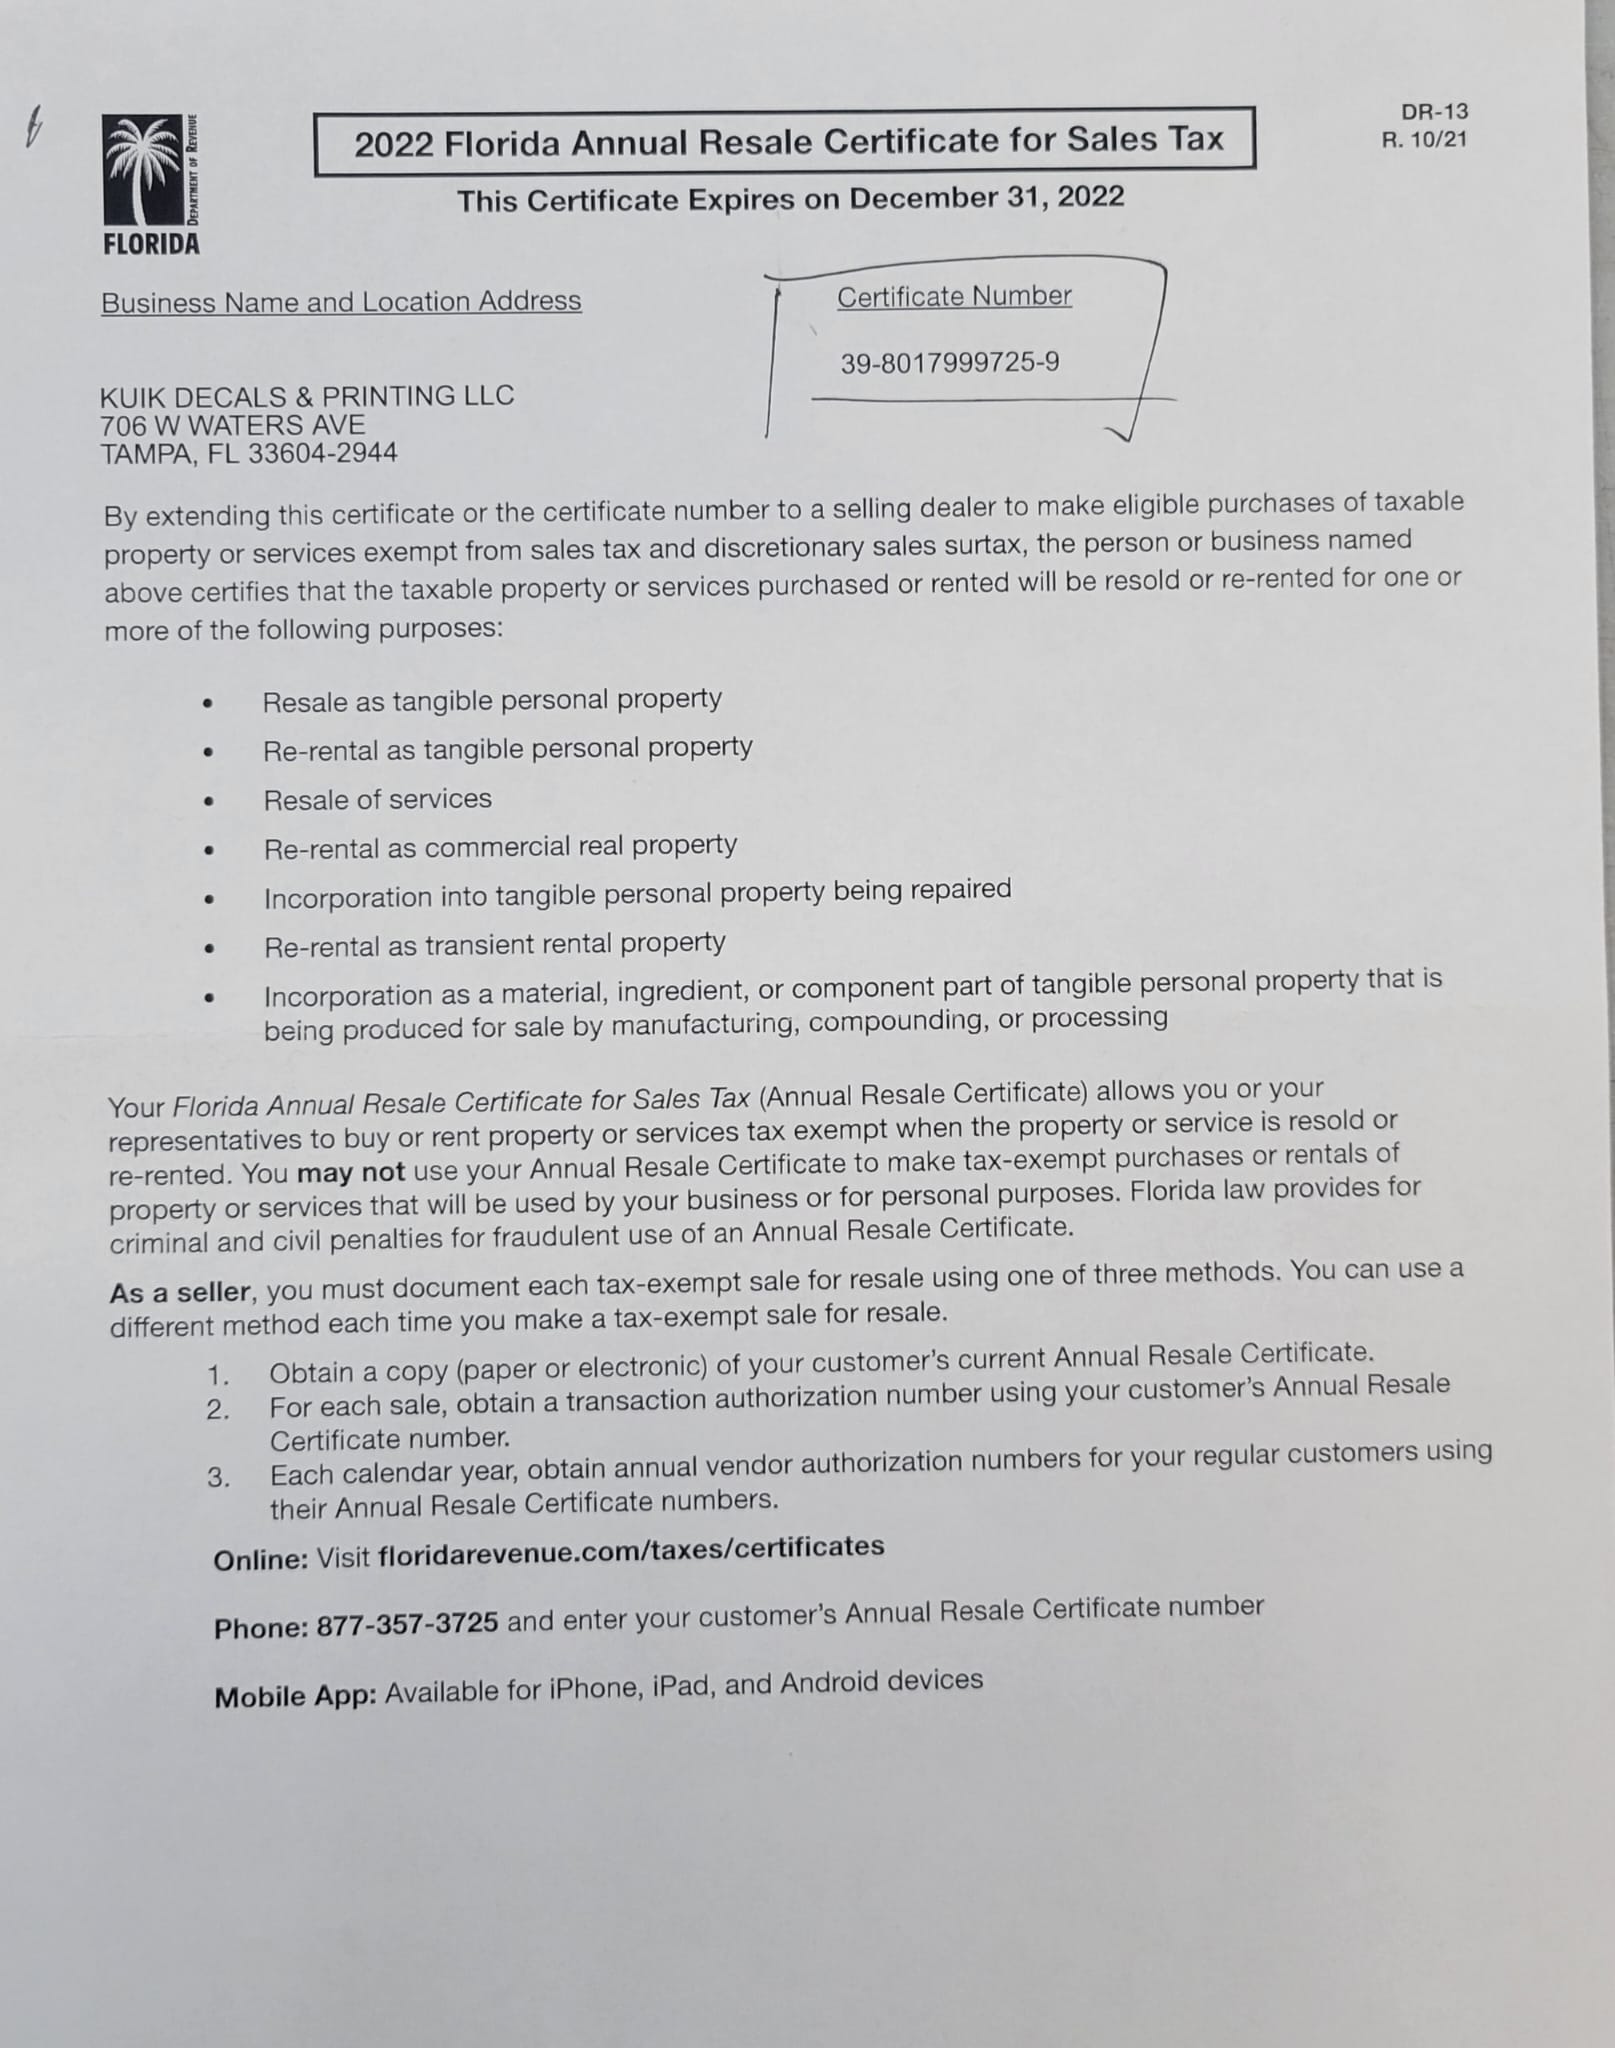 DEPARTMENT OF REVENUE
FLORIDA
2022 Florida Annual Resale Certificate for Sales Tax
This Certificate Expires on December 31, 2022
DR-13
R. 10/21
Business Name and Location Address
Certificate Number
39-8017999725-9
KUIK DECALS & PRINTING LLC
706 W WATERS AVE
TAMPA, FL 33604-2944
By extending this certificate or the certificate number to a selling dealer to make eligible purchases of taxable
property or services exempt from sales tax and discretionary sales surtax, the person or business named
above certifies that the taxable property or services purchased or rented will be resold or re-rented for one or
more of the following purposes:
• Resale as tangible personal property
• Re-rental as tangible personal property
• Resale of services
• Re-rental as commercial real property
• Incorporation into tangible personal property being repaired
• Re-rental as transient rental property
• Incorporation as a material, ingredient, or component part of tangible personal property that is
being produced for sale by manufacturing, compounding, or processing
Your Florida Annual Resale Certificate for Sales Tax (Annual Resale Certificate) allows you or your
representatives to buy or rent property or services tax exempt when the property or service is resold or
re-rented. You may not use your Annual Resale Certificate to make tax-exempt purchases or rentals of
property or services that will be used by your business or for personal purposes. Florida law provides for
criminal and civil penalties for fraudulent use of an Annual Resale Certificate.
As a seller, you must document each tax-exempt sale for resale using one of three methods. You can use a
different method each time you make a tax-exempt sale for resale.
1. Obtain a copy (paper or electronic) of your customer's current Annual Resale Certificate.
2. For each sale, obtain a transaction authorization number using your customer's Annual Resale
Certificate number.
3. Each calendar year, obtain annual vendor authorization numbers for your regular customers using
their Annual Resale Certificate numbers.
Online: Visit floridarevenue.com/taxes/certificates
Phone: 877-357-3725 and enter your customer's Annual Resale Certificate number
Mobile App: Available for iPhone, iPad, and Android devices